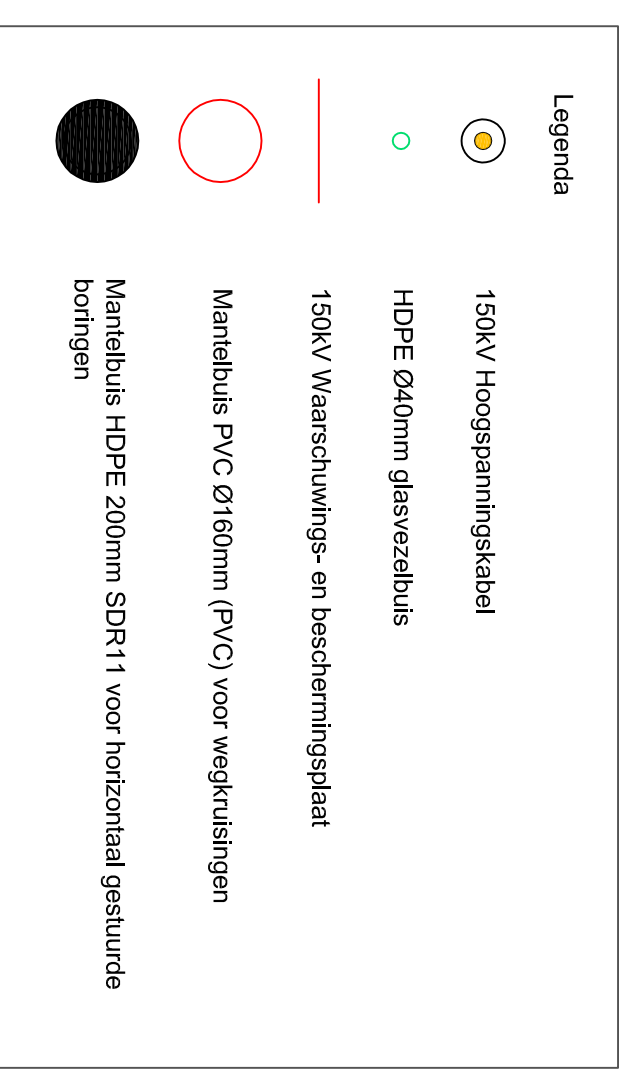 Legenda
150kV Hoogspanningskabel
HDPE Ø40mm glasvezelbuis
150kV Waarschuwings- en beschermingsplaat
Mantelbuis PVC Ø160mm (PVC) voor wegkruisingen
Mantelbuis HDPE 200mm SDR11 voor horizontaal gestuurde
boringen